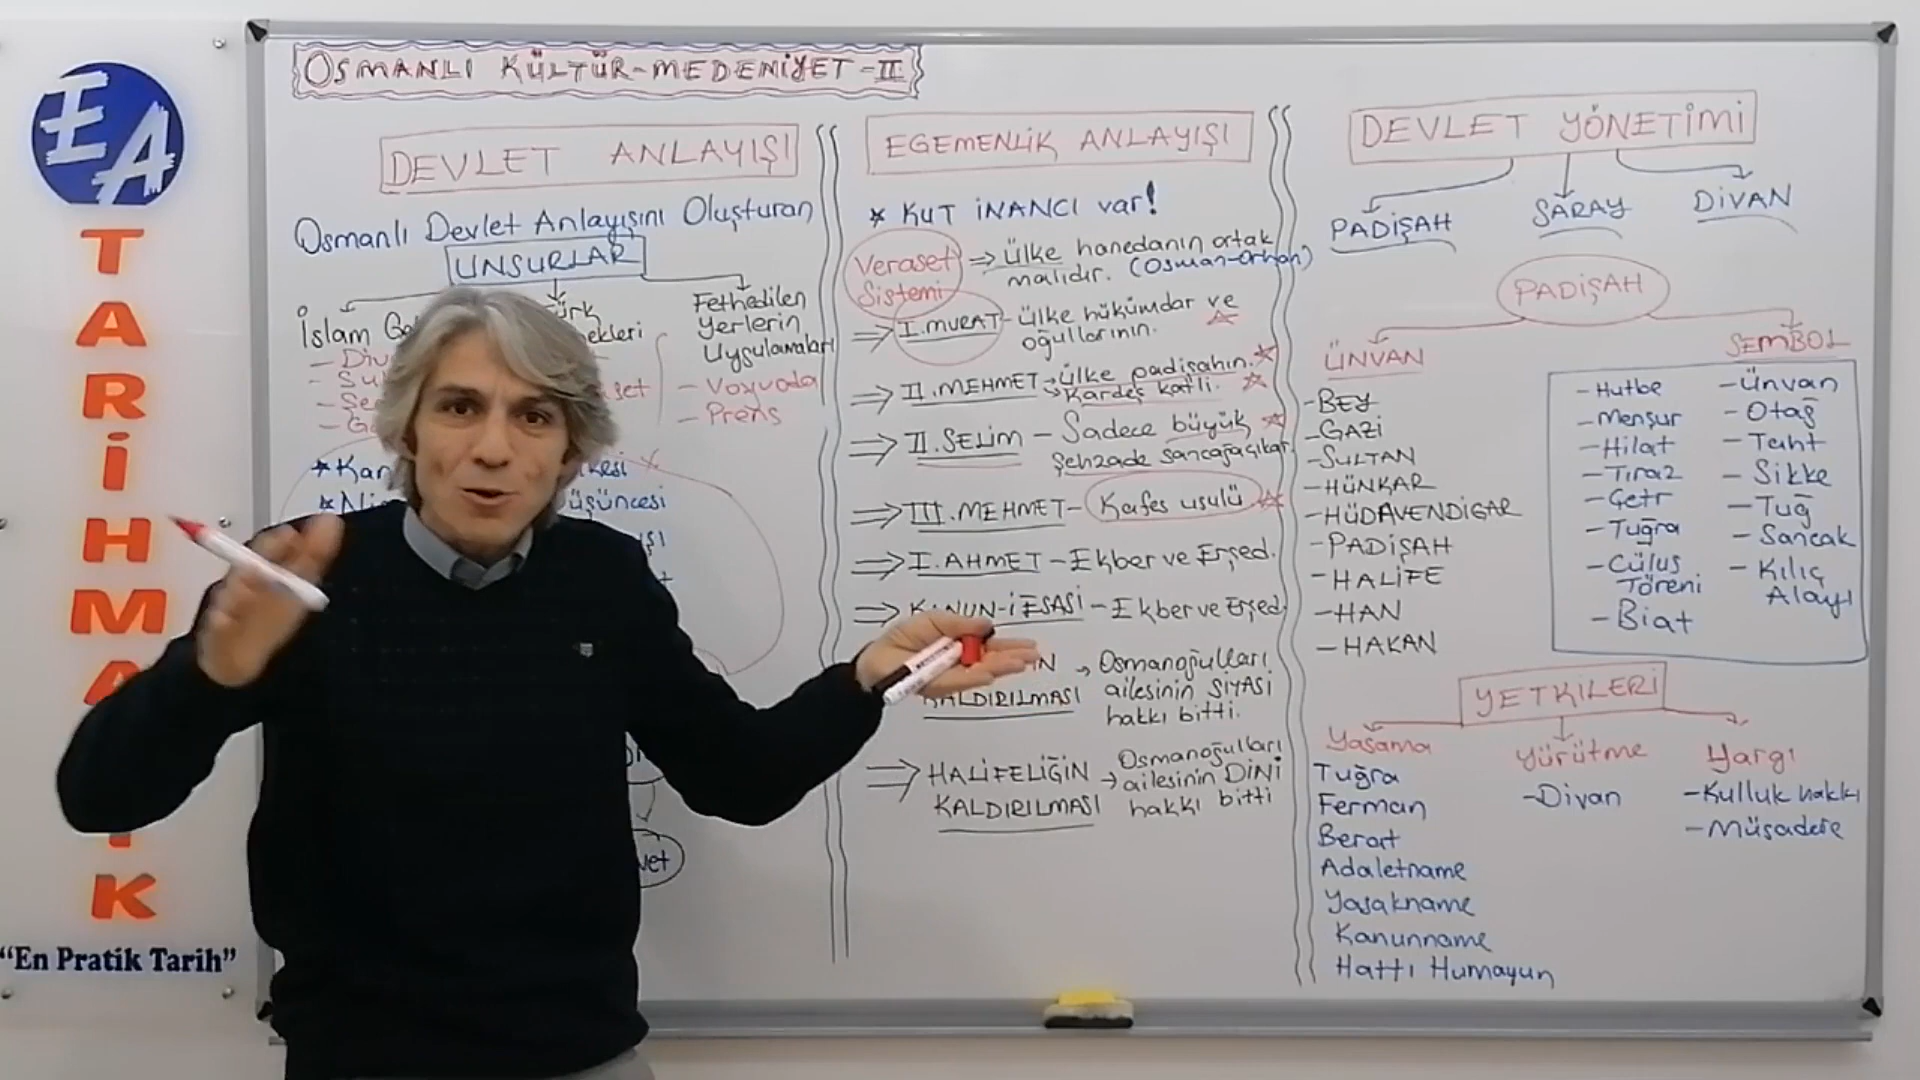 EA
TARİHMATİK
"En Pratik Tarih"
OSMANLI KÜLTÜR-MEDENİYET-II
DEVLET ANLAYIŞI
Osmanlı Devlet Anlayışını Oluşturan
UNSURLAR
İslam
Fethedilen
Yerlerin
Uygulamaları
- Voyvoda
- Prens
EGEMENLİK ANLAYIŞI
* KUT İNANCI var!
Veraset
Sistemi
⇒ ülke hanedanın ortak
malıdır. (Osman-Orhan)
⇒ I.MURAT - ülke hükümdar ve
oğullarının.
⇒ II.MEHMET → ülke padişahın.
→ Kardeş katli.
⇒ II.SELİM - Sadece büyük
şehzade sancağa çıkar.
⇒ III.MEHMET - Kafes usulü
⇒ I.AHMET - Ekber ve Erşed.
⇒ KANUN-İ ESASİ - Ekber ve Erşed.
KALDIRILMASI
→ Osmanoğulları
ailesinin SİYASİ
hakkı bitti.
⇒ HALİFELİĞİN
KALDIRILMASI
→ Osmanoğulları
ailesinin DİNİ
hakkı bitti
DEVLET YÖNETİMİ
PADİŞAH
SARAY
DİVAN
PADİŞAH
ÜNVAN
- BEY
- GAZİ
- SULTAN
- HÜNKAR
- HÜDAVENDİGAR
- PADİŞAH
- HALİFE
- HAN
- HAKAN
SEMBOL
- Hutbe
- Menşur
- Hilat
- Tıraz
- Çetr
- Tuğra
- Cülus
Töreni
- Biat
- Ünvan
- Otağ
- Taht
- Sikke
- Tuğ
- Sancak
- Kılıç
Alayı
YETKİLERİ
Yasama
Tuğra
Ferman
Berat
Adaletname
Yasakname
Kanunname
Hattı Humayun
Yürütme
- Divan
Yargı
- Kulluk hakkı
- Müsadere